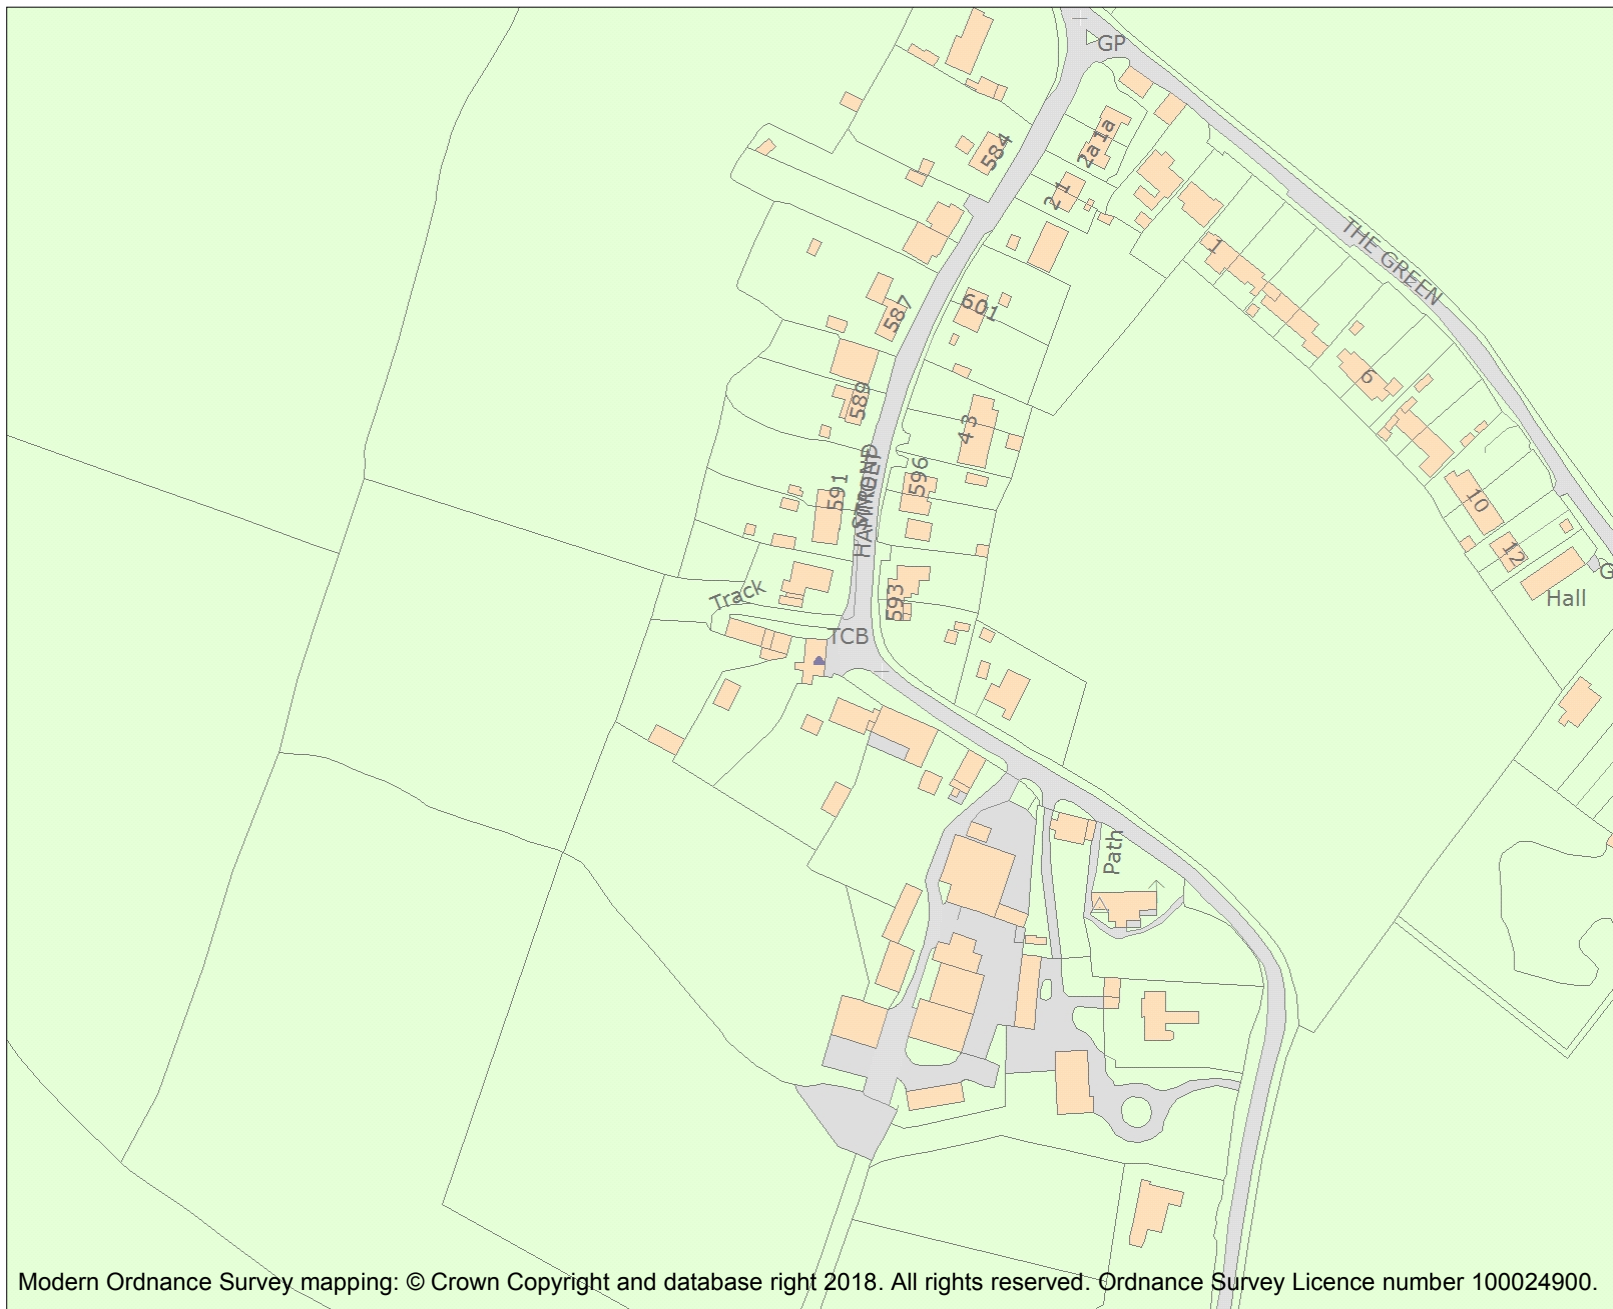 GP
1a
2a
584
2 1
THE GREEN
1
587
601
6
589
4 3
596
591
10
HAMMOND
12
G
Hall
Track
593
TCB
Path
Modern Ordnance Survey mapping: © Crown Copyright and database right 2018. All rights reserved. Ordnance Survey Licence number 100024900.